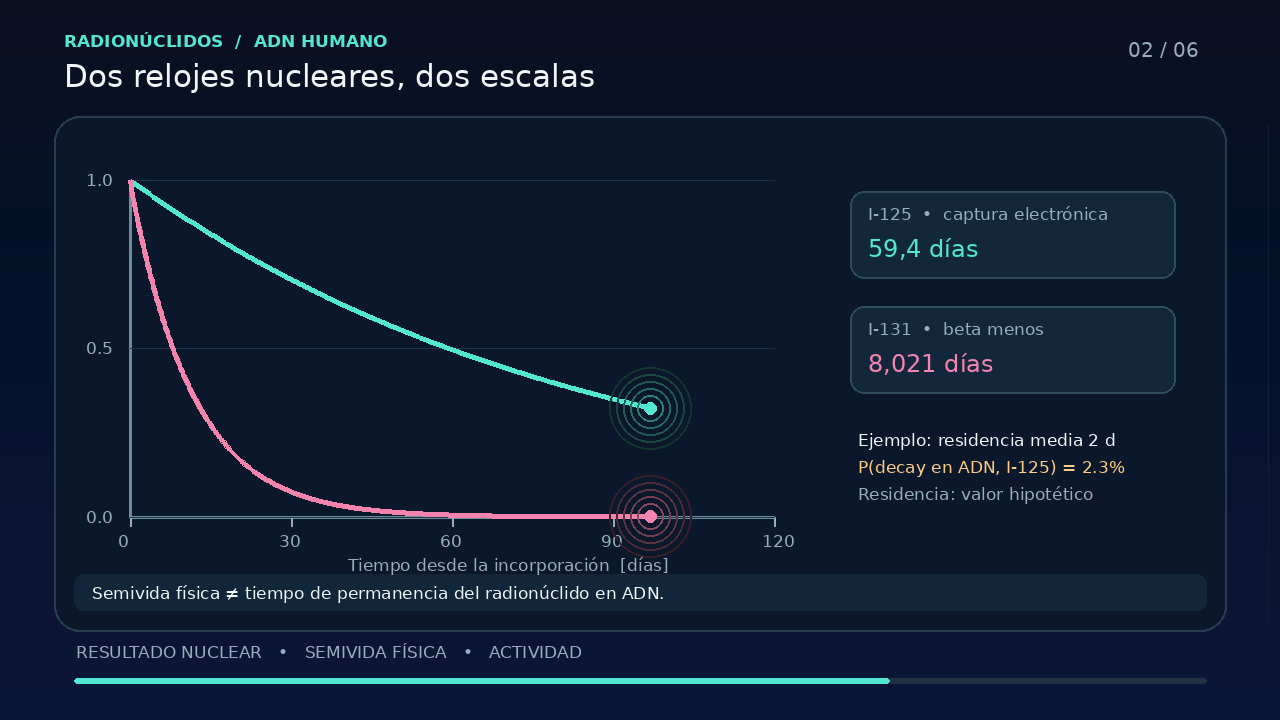 RADIONÚCLIDOS / ADN HUMANO
02 / 06
Dos relojes nucleares, dos escalas
1.0
0.5
0.0
0 30 60 90 120
Tiempo desde la incorporación [días]
I-125 • captura electrónica
59,4 días
I-131 • beta menos
8,021 días
Ejemplo: residencia media 2 d
P(decay en ADN, I-125) = 2.3%
Residencia: valor hipotético
Semivida física ≠ tiempo de permanencia del radionúclido en ADN.
RESULTADO NUCLEAR • SEMIVIDA FÍSICA • ACTIVIDAD